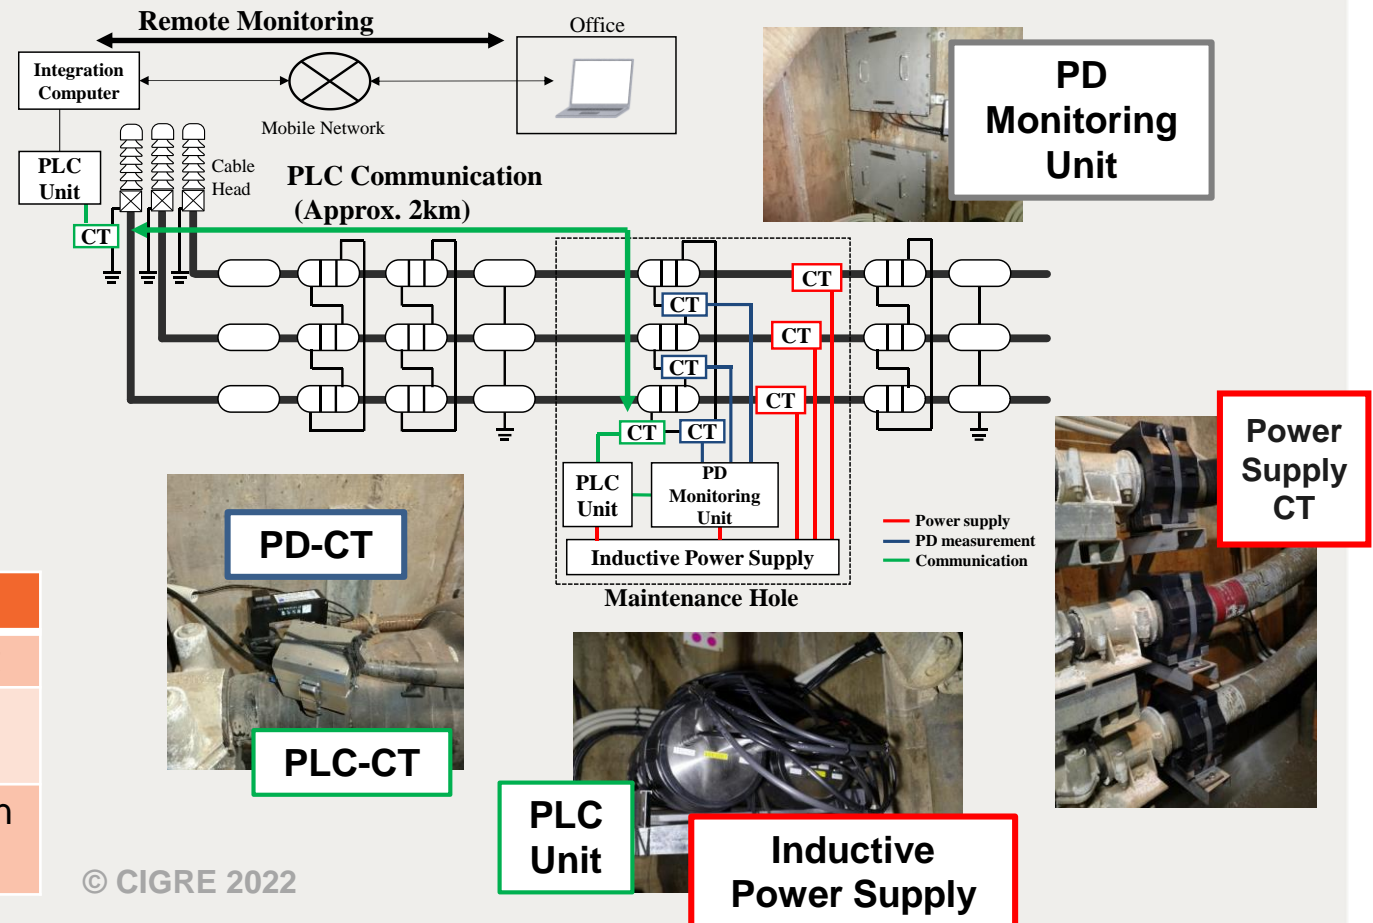 Remote Monitoring
Office
Integration
Computer
Mobile Network
PLC
Unit
Cable
Head
PLC Communication
(Approx. 2km)
CT
CT
CT
CT
CT
CT
CT
CT
PLC
Unit
PD
Monitoring
Unit
Inductive Power Supply
Maintenance Hole
Power supply
PD measurement
Communication
PD
Monitoring
Unit
Power
Supply
CT
PD-CT
PLC-CT
PLC
Unit
Inductive
Power Supply
n
© CIGRE 2022